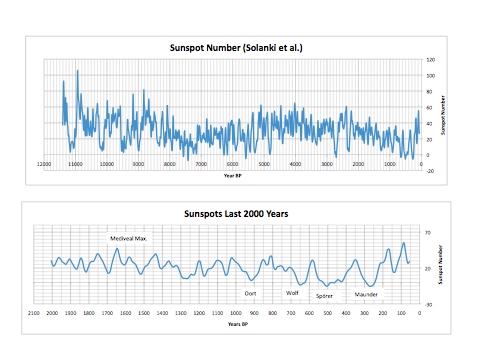 Sunspot Number (Solanki et al.)
120
100
80
60
40
20
0
-20
Sunspot Number
12000 11000 10000 9000 8000 7000 6000 5000 4000 3000 2000 1000 0
Year BP
Sunspots Last 2000 Years
70
20
-30
Sunspot Number
Medieval Max.
Oort Wolf Spörer Maunder
2100 2000 1900 1800 1700 1600 1500 1400 1300 1200 1100 1000 900 800 700 600 500 400 300 200 100 0
Years BP